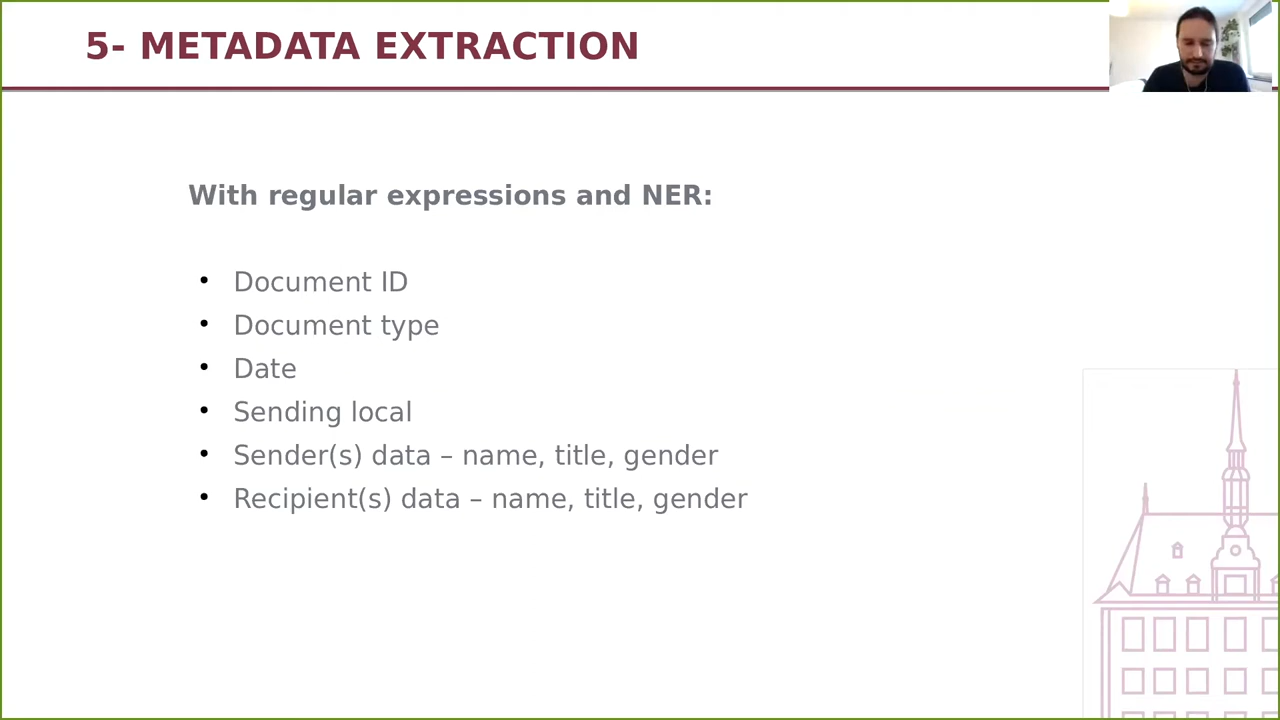 5- METADATA EXTRACTION
With regular expressions and NER:
• Document ID
• Document type
• Date
• Sending local
• Sender(s) data – name, title, gender
• Recipient(s) data – name, title, gender